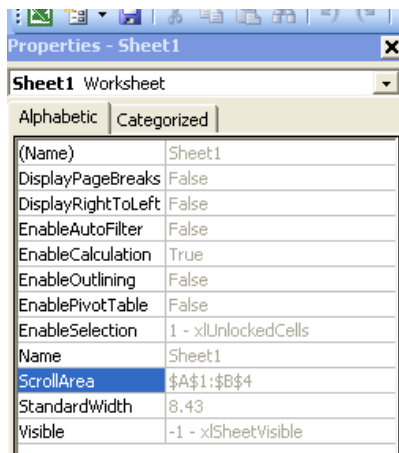 Properties - Sheet1
Sheet1 Worksheet
Alphabetic Categorized
(Name) Sheet1
DisplayPageBreaks False
DisplayRightToLeft False
EnableAutoFilter False
EnableCalculation True
EnableOutlining False
EnablePivotTable False
EnableSelection 1 - xlUnlockedCells
Name Sheet1
ScrollArea $A$1:$B$4
StandardWidth 8.43
Visible -1 - xlSheetVisible